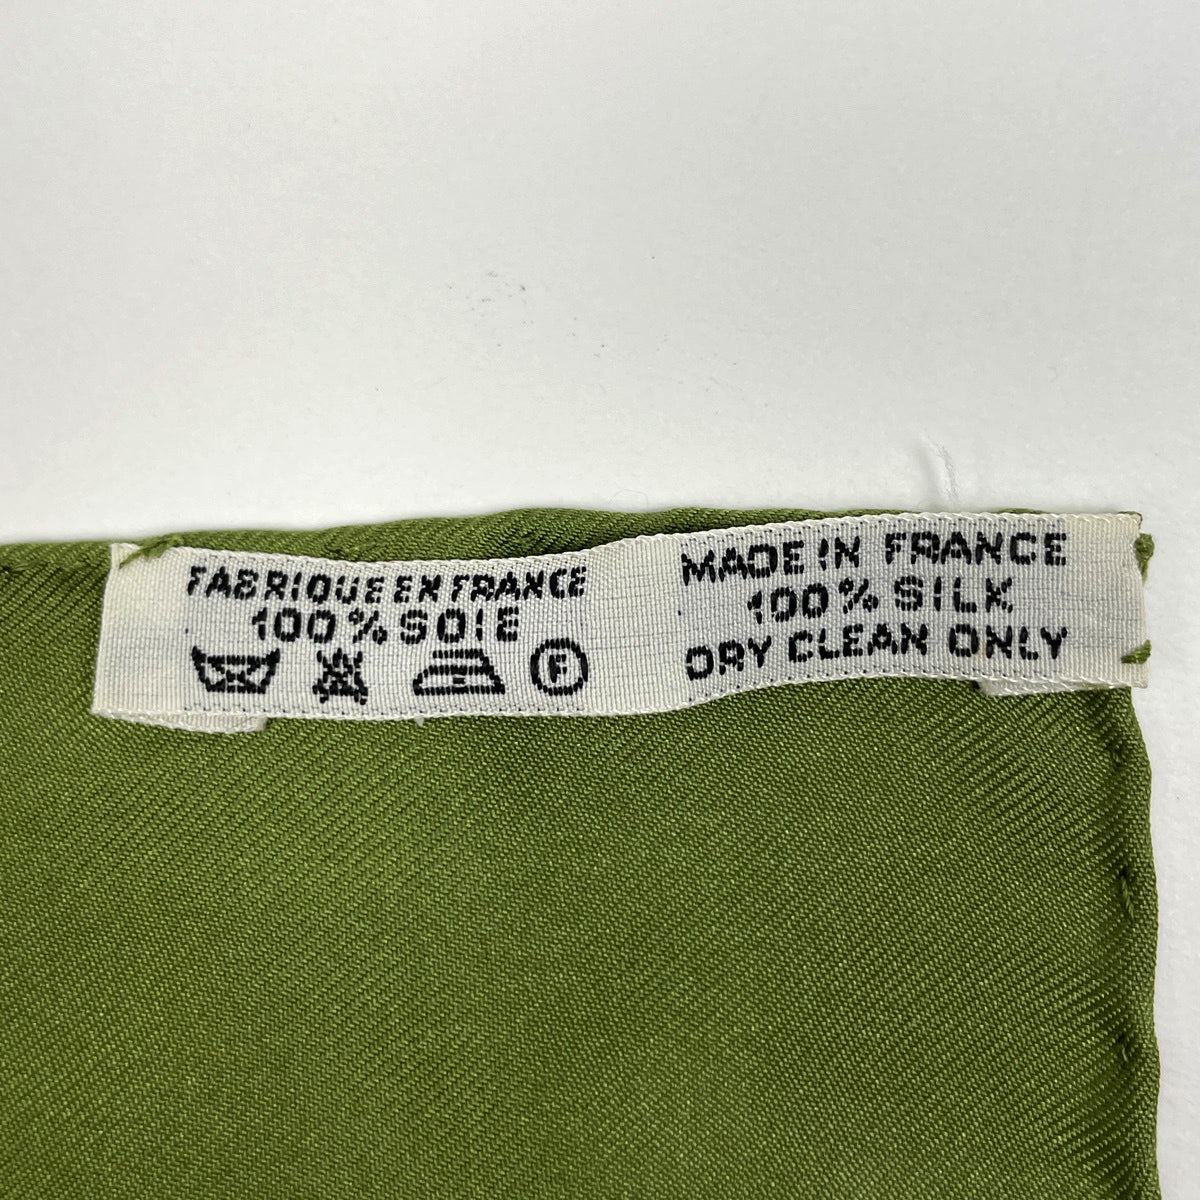 FABRIQUE EN FRANCE
100% SOIE
F
MADE IN FRANCE
100% SILK
DRY CLEAN ONLY